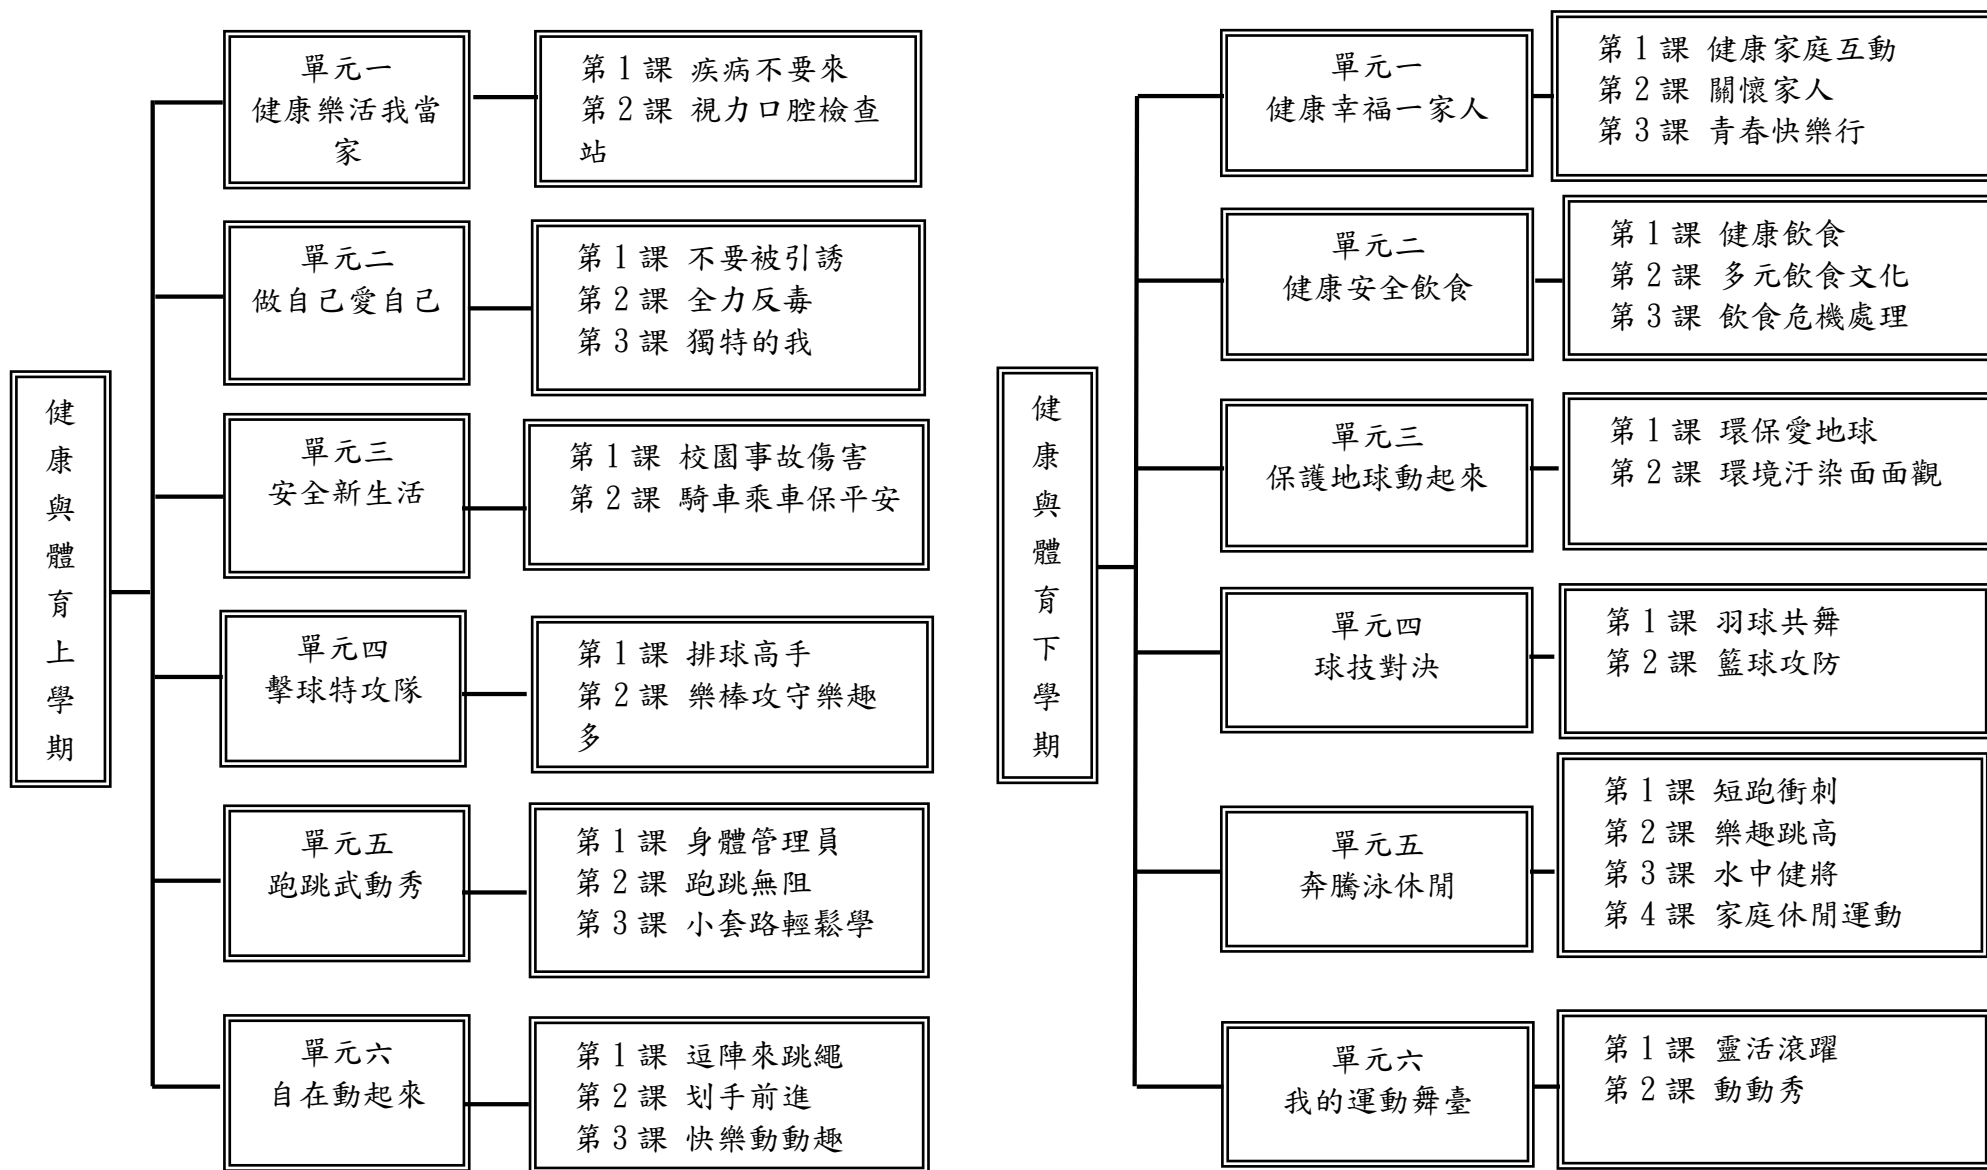 健康與體育上學期
單元一
健康樂活我當
家
第1課 疾病不要來
第2課 視力口腔檢查
站
單元二
做自己愛自己
第1課 不要被引誘
第2課 全力反毒
第3課 獨特的我
單元三
安全新生活
第1課 校園事故傷害
第2課 騎車乘車保平安
單元四
擊球特攻隊
第1課 排球高手
第2課 樂棒攻守樂趣
多
單元五
跑跳武動秀
第1課 身體管理員
第2課 跑跳無阻
第3課 小套路輕鬆學
單元六
自在動起來
第1課 逗陣來跳繩
第2課 划手前進
第3課 快樂動動趣
健康與體育下學期
單元一
健康幸福一家人
第1課 健康家庭互動
第2課 關懷家人
第3課 青春快樂行
單元二
健康安全飲食
第1課 健康飲食
第2課 多元飲食文化
第3課 飲食危機處理
單元三
保護地球動起來
第1課 環保愛地球
第2課 環境汙染面面觀
單元四
球技對決
第1課 羽球共舞
第2課 籃球攻防
單元五
奔騰泳休閒
第1課 短跑衝刺
第2課 樂趣跳高
第3課 水中健將
第4課 家庭休閒運動
單元六
我的運動舞臺
第1課 靈活滾躍
第2課 動動秀